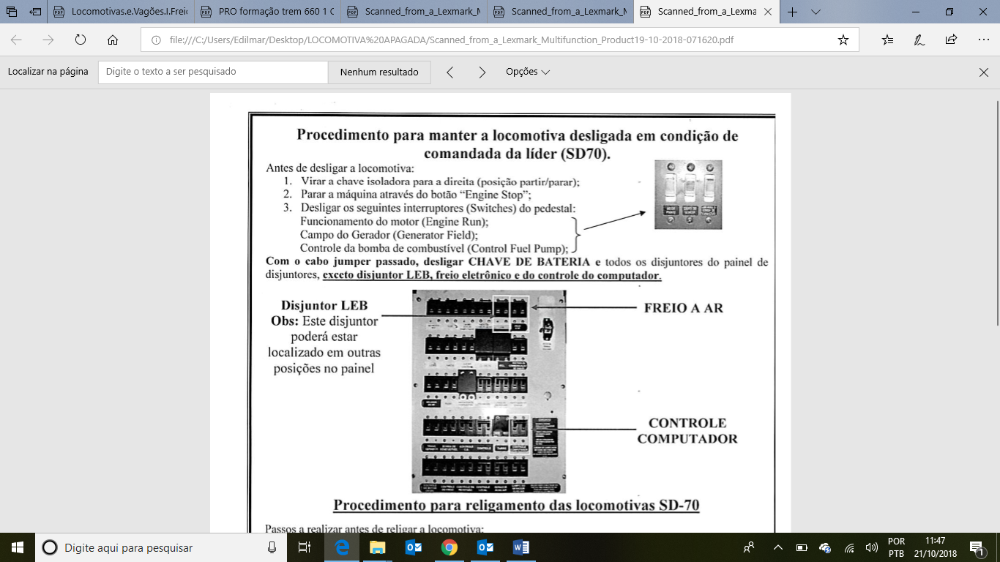 Locomotivas.e.Vagões.I.Frei
PRO formação trem 660 1 C
Scanned_from_a_Lexmark_M
Scanned_from_a_Lexmark_M
Scanned_from_a_Lexma
file:///C:/Users/Edilmar/Desktop/LOCOMOTIVA%20APAGADA/Scanned_from_a_Lexmark_Multifunction_Product19-10-2018-071620.pdf
Localizar na página
Digite o texto a ser pesquisado
Nenhum resultado
Opções
Procedimento para manter a locomotiva desligada em condição de
comandada da líder (SD70).
Antes de desligar a locomotiva:
1. Virar a chave isoladora para a direita (posição partir/parar);
2. Parar a máquina através do botão “Engine Stop”;
3. Desligar os seguintes interruptores (Switches) do pedestal:
Funcionamento do motor (Engine Run);
Campo do Gerador (Generator Field);
Controle da bomba de combustível (Control Fuel Pump);
Com o cabo jumper passado, desligar CHAVE DE BATERIA e todos os disjuntores do painel de
disjuntores, exceto disjuntor LEB, freio eletrônico e do controle do computador.
Disjuntor LEB
Obs: Este disjuntor
poderá estar
localizado em outras
posições no painel
FREIO A AR
CONTROLE
COMPUTADOR
Procedimento para religamento das locomotivas SD-70
Passos a realizar antes de religar a locomotiva:
Digite aqui para pesquisar
POR
PTB
11:47
21/10/2018
1